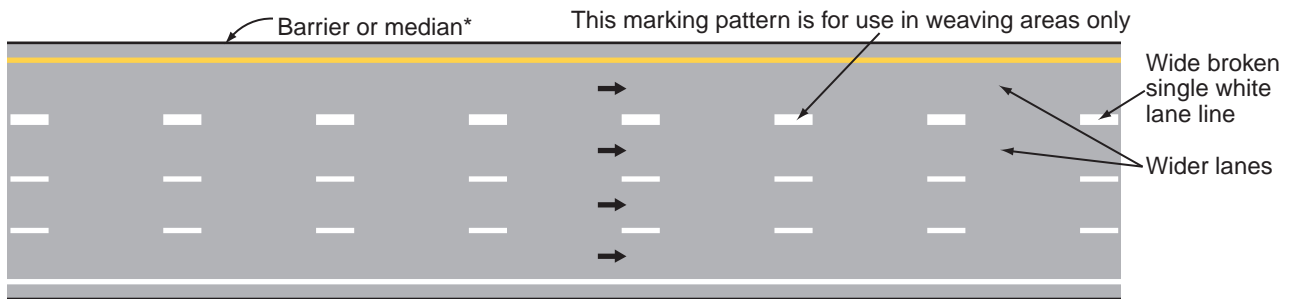 Barrier or median*
This marking pattern is for use in weaving areas only
Wide broken
single white
lane line
Wider lanes